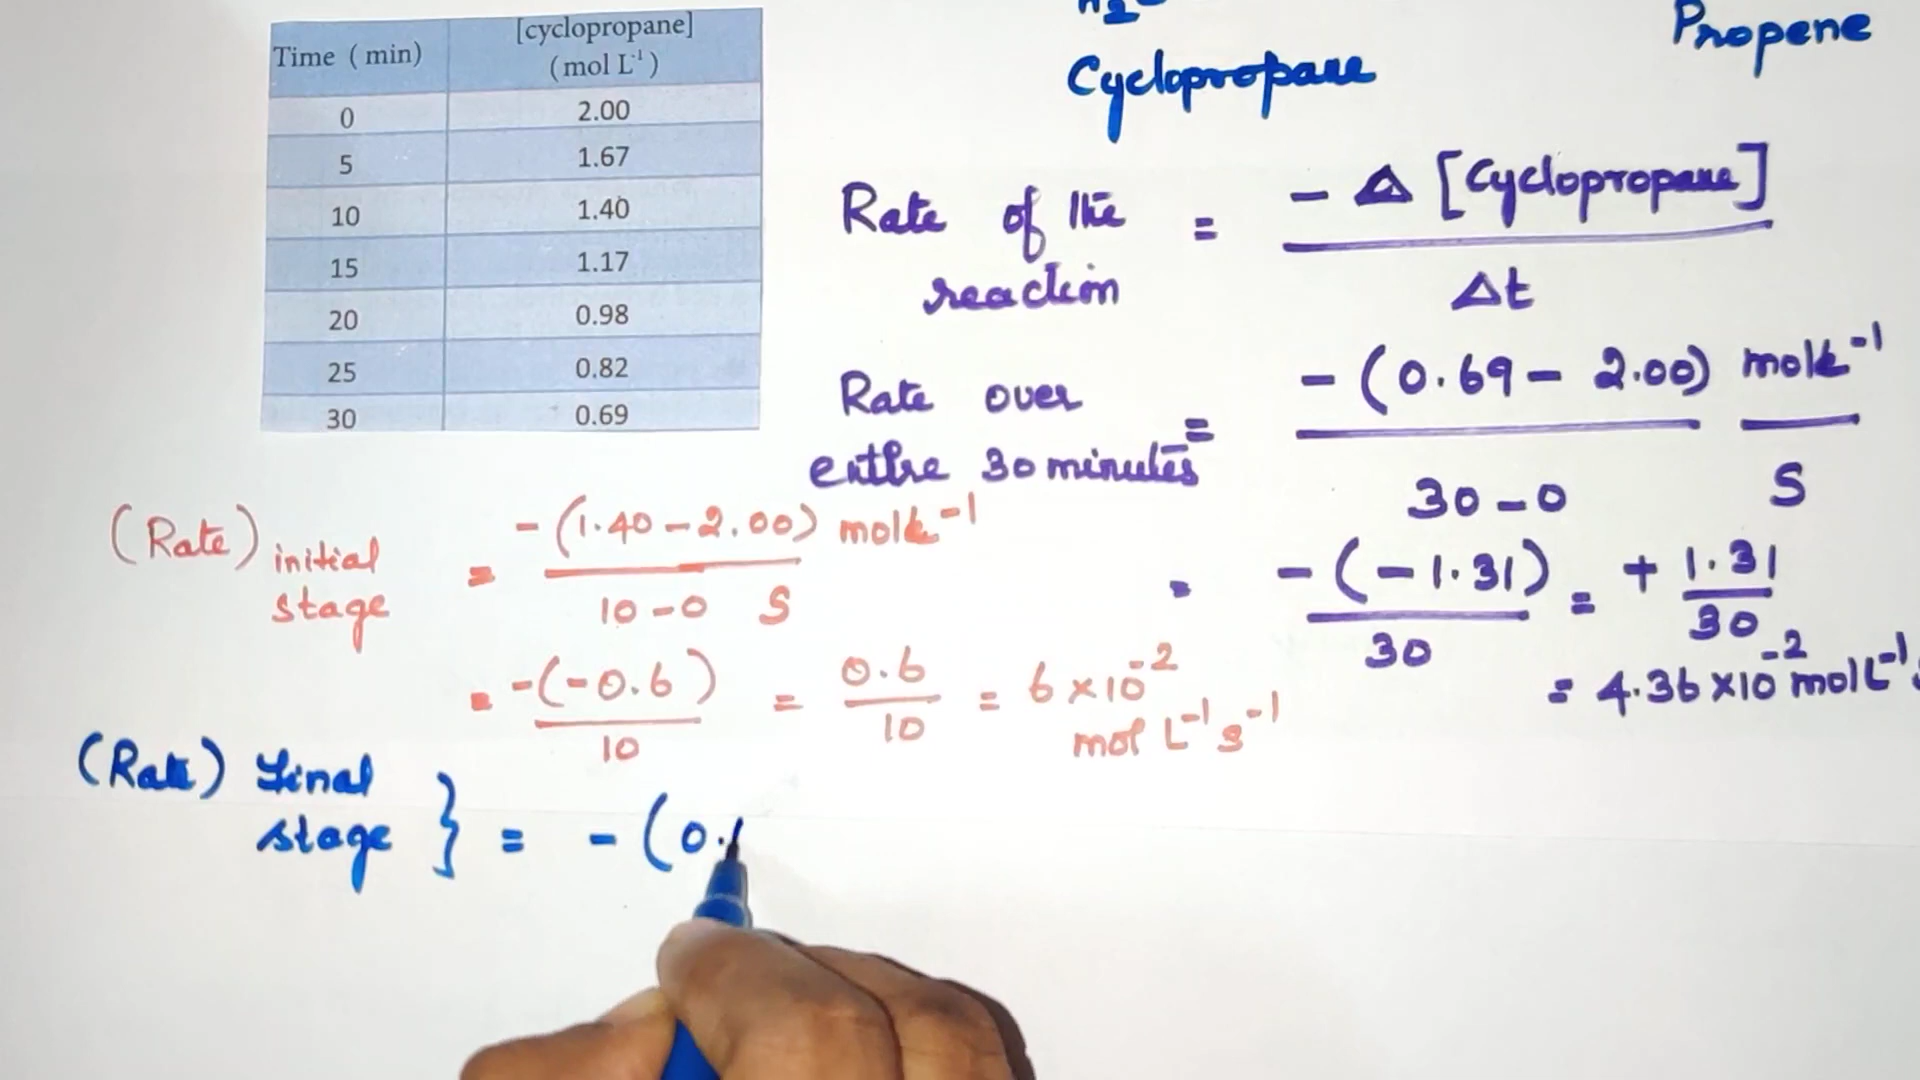 Time (min) [cyclopropane] (mol L⁻¹)
0 2.00
5 1.67
10 1.40
15 1.17
20 0.98
25 0.82
30 0.69
Cyclopropane
Propene
Rate of the reaction = - Δ [Cyclopropane] / Δt
Rate over entire 30 minutes = - (0.69 - 2.00) / 30 - 0 mol L⁻¹ / S
= - (-1.31) / 30 = + 1.31 / 30
= 4.36 × 10⁻² mol L⁻¹
(Rate) initial stage = - (1.40 - 2.00) mol L⁻¹ / 10 - 0 S
= -(-0.6) / 10 = 0.6 / 10 = 6 × 10⁻² mol L⁻¹ s⁻¹
(Rate) final stage } = - (0.